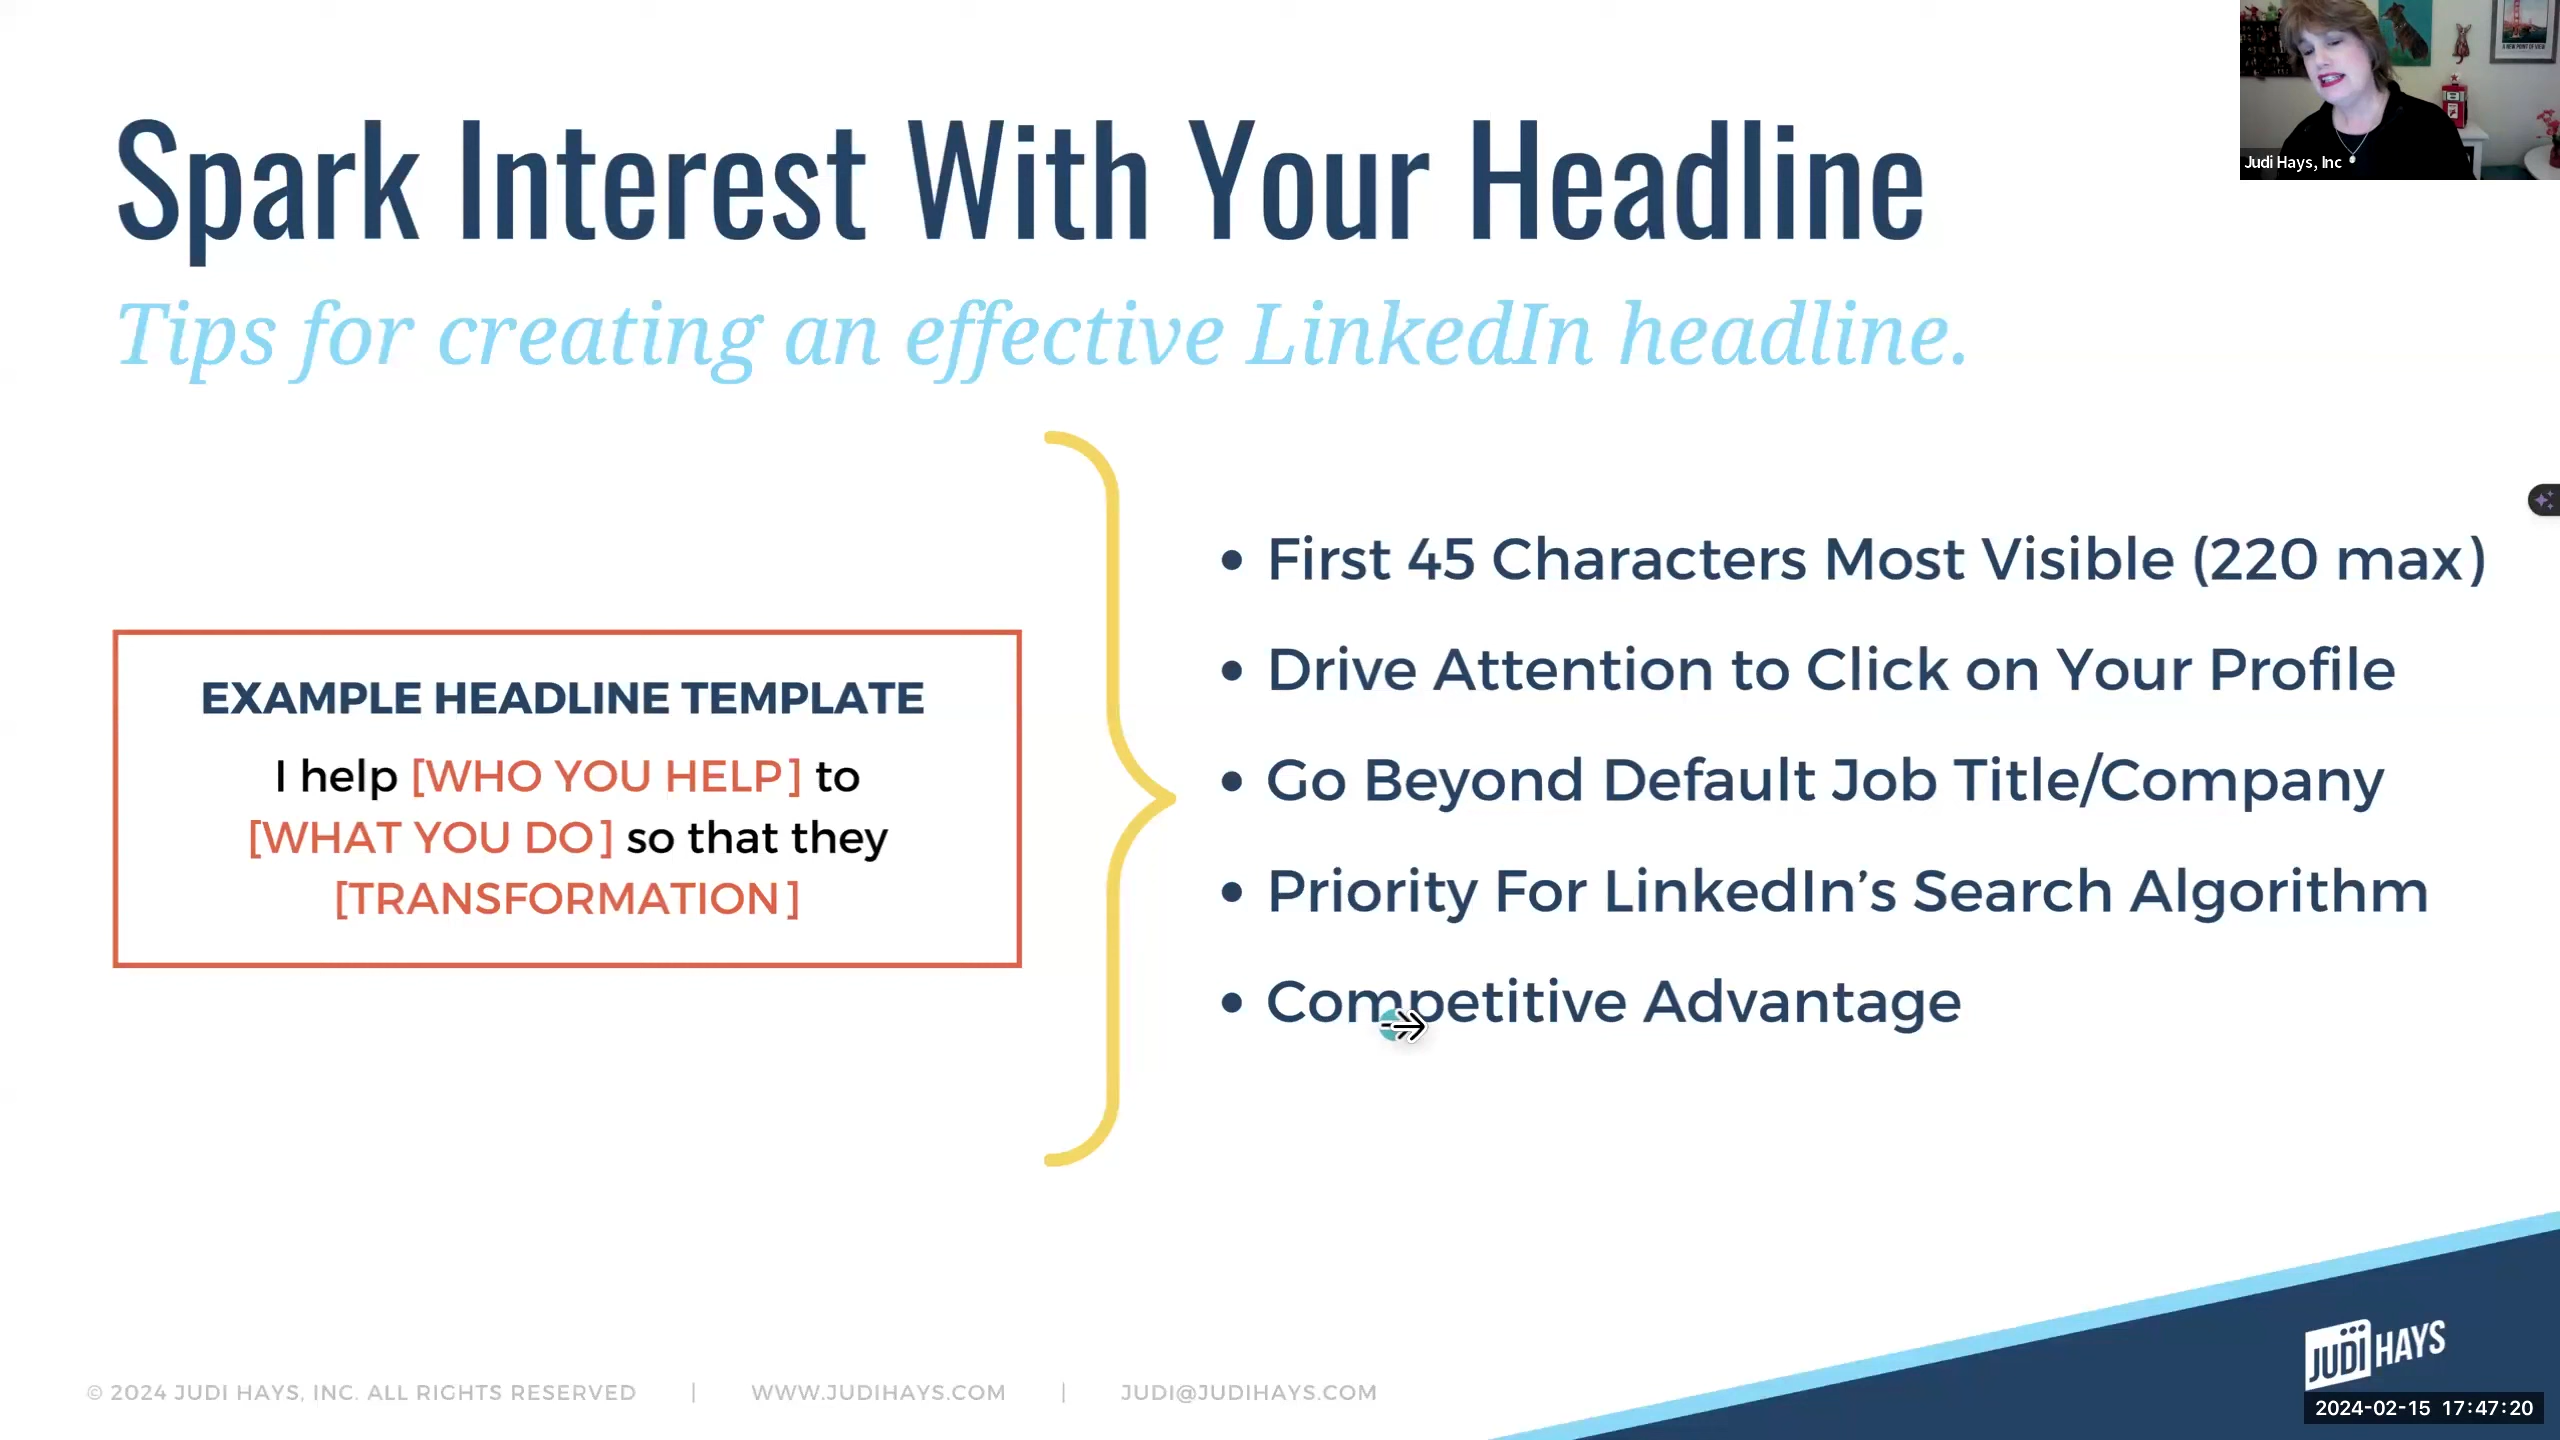 Spark Interest With Your Headline
Tips for creating an effective LinkedIn headline.
EXAMPLE HEADLINE TEMPLATE
I help [WHO YOU HELP] to
[WHAT YOU DO] so that they
[TRANSFORMATION]
• First 45 Characters Most Visible (220 max)
• Drive Attention to Click on Your Profile
• Go Beyond Default Job Title/Company
• Priority For LinkedIn’s Search Algorithm
• Competitive Advantage
Judi Hays, Inc
A NEW POINT OF VIEW
© 2024 JUDI HAYS, INC. ALL RIGHTS RESERVED | WWW.JUDIHAYS.COM | JUDI@JUDIHAYS.COM
JUDI HAYS
2024-02-15 17:47:20